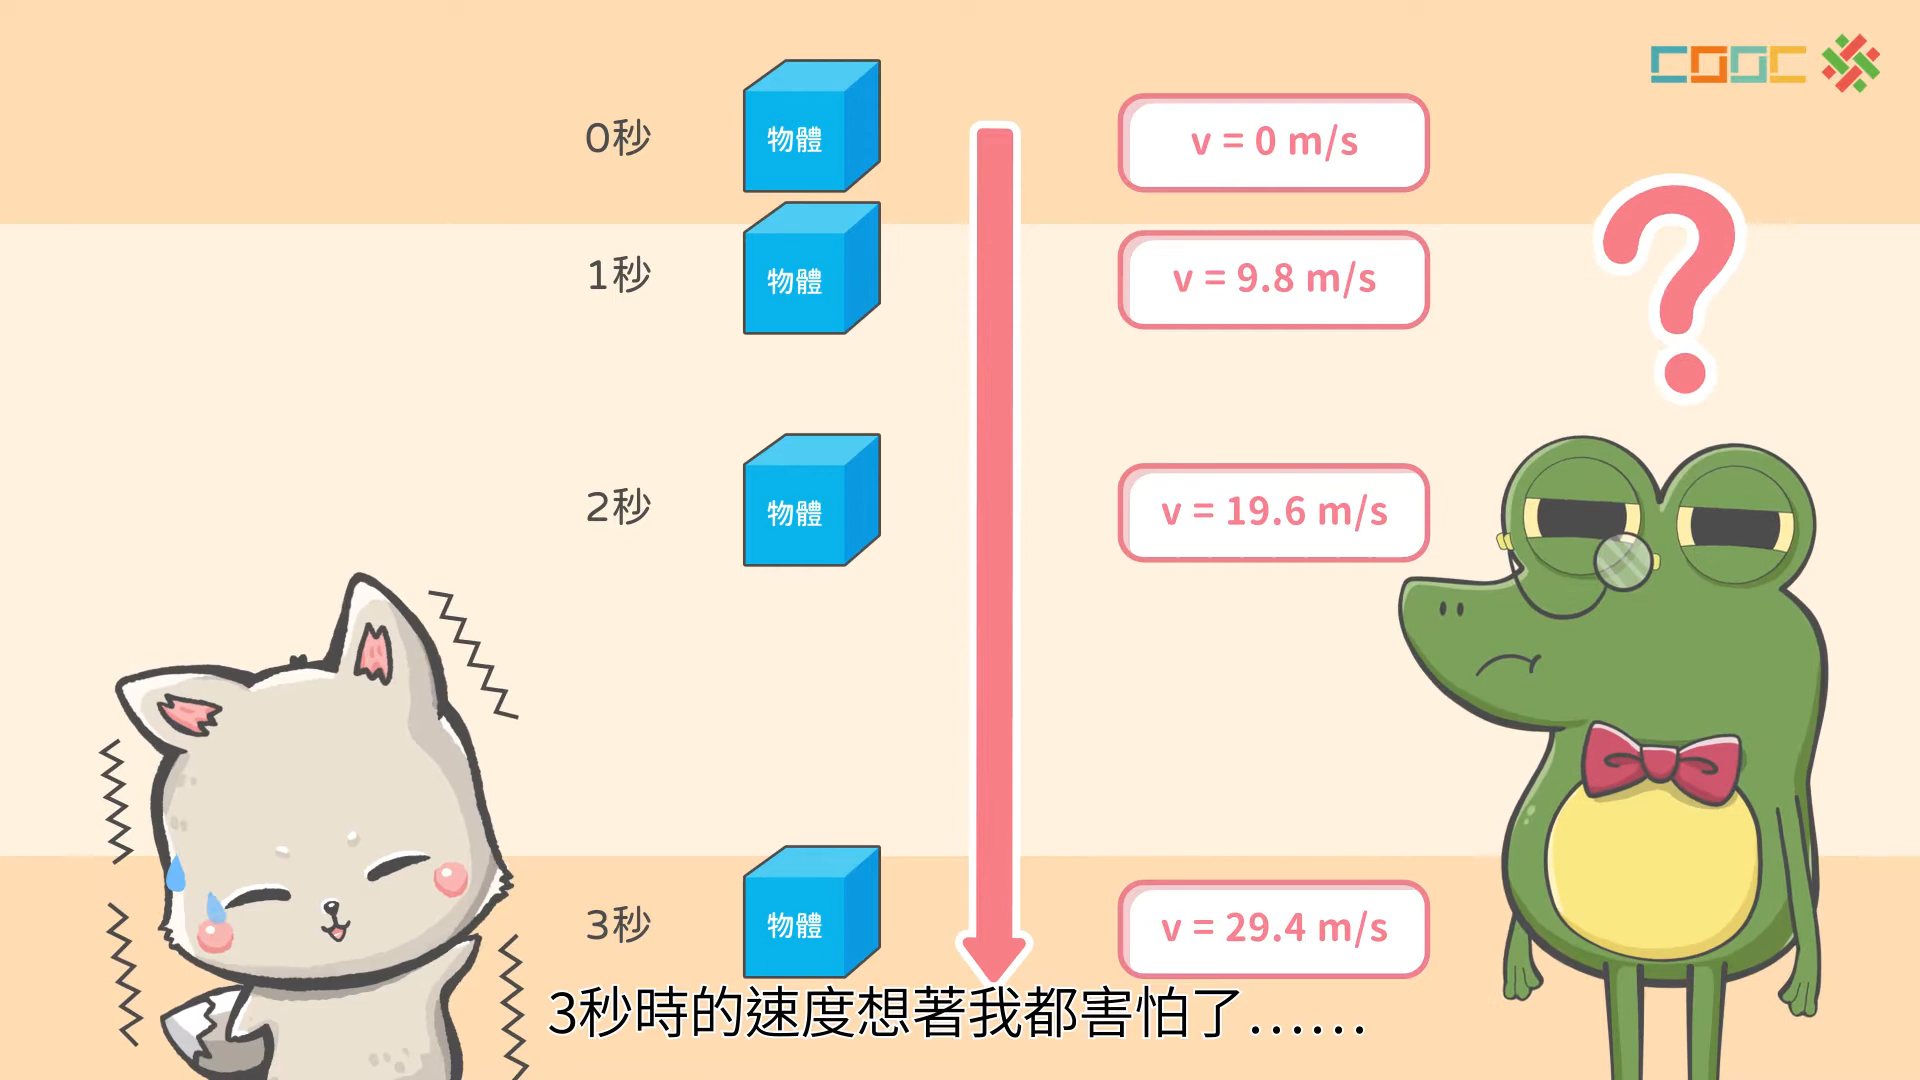 COOC
0秒 物體 v = 0 m/s
1秒 物體 v = 9.8 m/s
2秒 物體 v = 19.6 m/s
3秒 物體 v = 29.4 m/s
3秒時的速度想著我都害怕了......